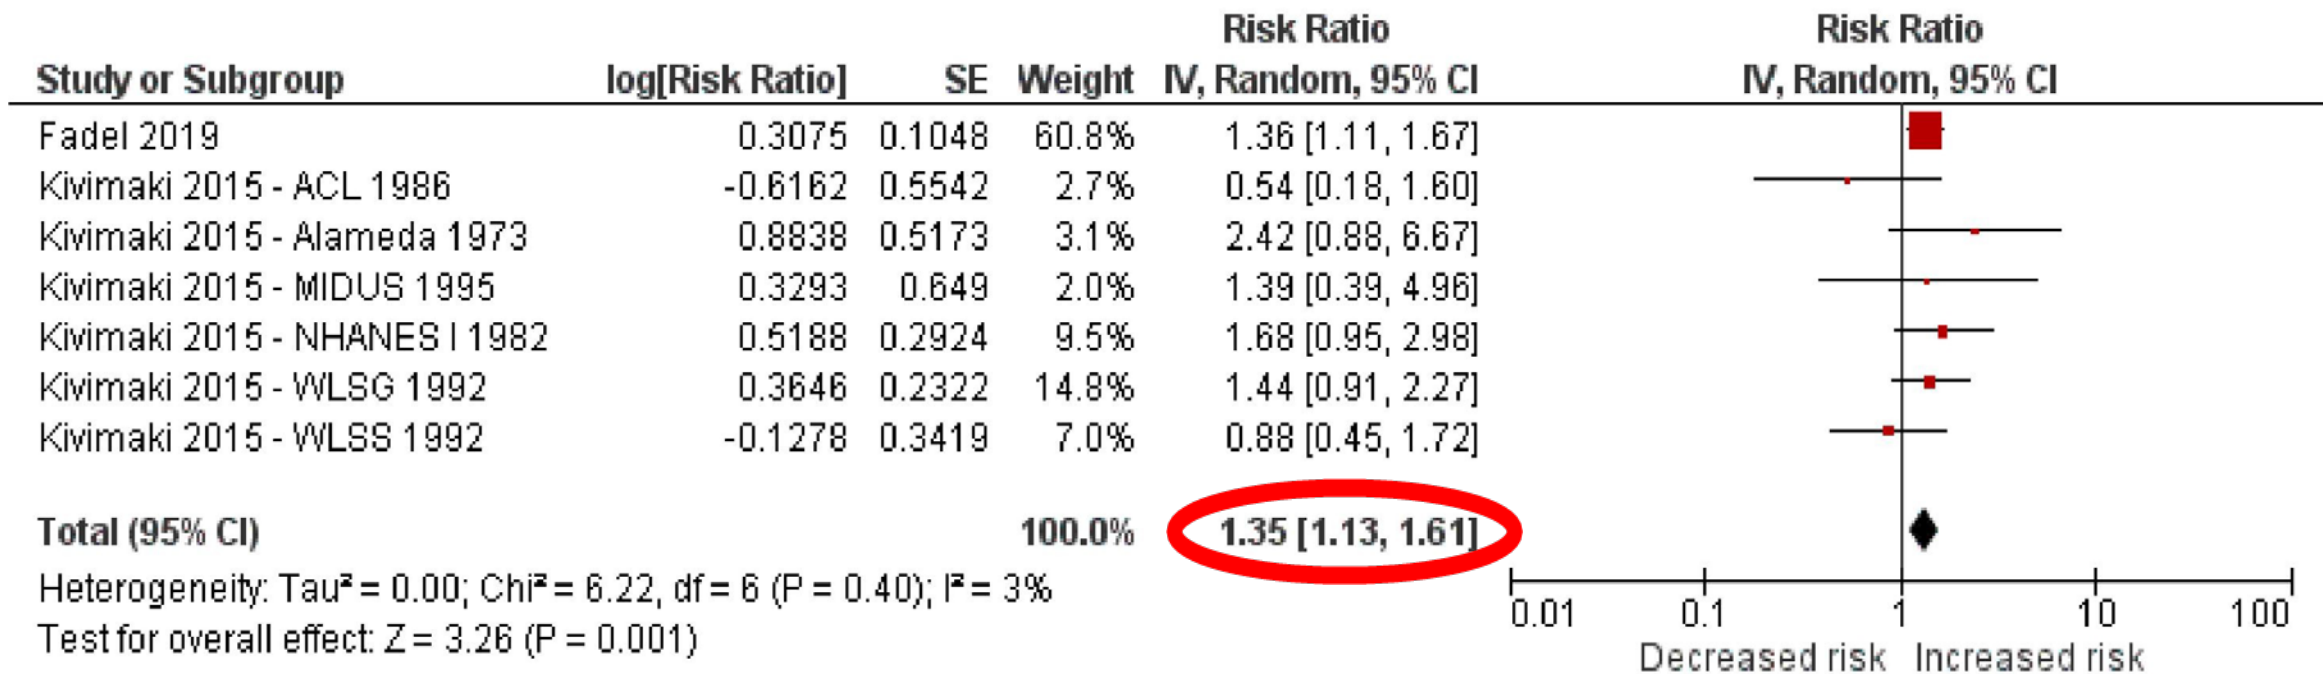 Risk Ratio Risk Ratio
Study or Subgroup log[Risk Ratio] SE Weight IV, Random, 95% CI IV, Random, 95% CI
Fadel 2019 0.3075 0.1048 60.8% 1.36 [1.11, 1.67]
Kivimaki 2015 - ACL 1986 -0.6162 0.5542 2.7% 0.54 [0.18, 1.60]
Kivimaki 2015 - Alameda 1973 0.8838 0.5173 3.1% 2.42 [0.88, 6.67]
Kivimaki 2015 - MIDUS 1995 0.3293 0.649 2.0% 1.39 [0.39, 4.96]
Kivimaki 2015 - NHANES I 1982 0.5188 0.2924 9.5% 1.68 [0.95, 2.98]
Kivimaki 2015 - WLSG 1992 0.3646 0.2322 14.8% 1.44 [0.91, 2.27]
Kivimaki 2015 - WLSS 1992 -0.1278 0.3419 7.0% 0.88 [0.45, 1.72]
Total (95% CI) 100.0% 1.35 [1.13, 1.61]
Heterogeneity: Tau² = 0.00; Chi² = 6.22, df = 6 (P = 0.40); I² = 3%
Test for overall effect: Z = 3.26 (P = 0.001)
0.01 0.1 1 10 100
Decreased risk Increased risk